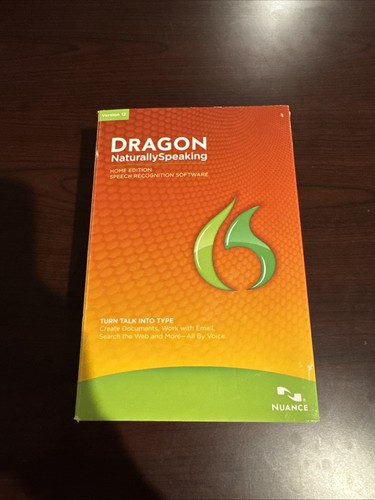 Version 12
DRAGON
NaturallySpeaking
HOME EDITION
SPEECH RECOGNITION SOFTWARE
TURN TALK INTO TYPE
Create Documents, Work with Email,
Search the Web and More—All By Voice
NUANCE